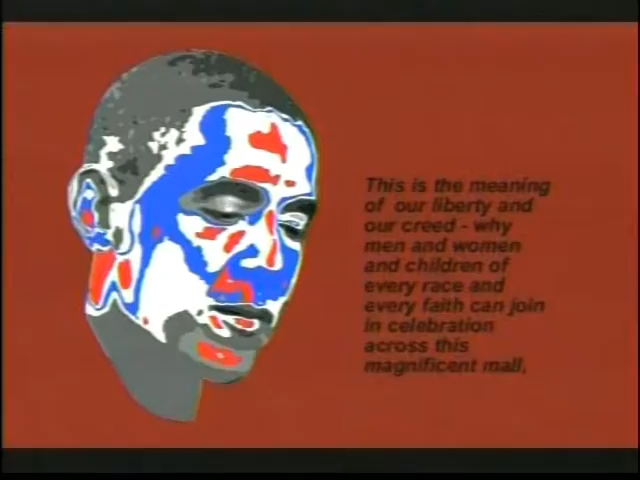 This is the meaning
of our liberty and
our creed - why
men and women
and children of
every race and
every faith can join
in celebration
across this
magnificent mall,